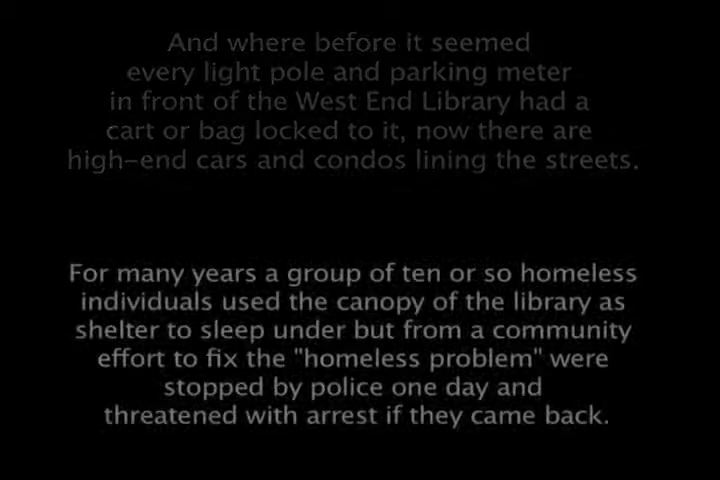 And where before it seemed
every light pole and parking meter
in front of the West End Library had a
cart or bag locked to it, now there are
high-end cars and condos lining the streets.
For many years a group of ten or so homeless
individuals used the canopy of the library as
shelter to sleep under but from a community
effort to fix the "homeless problem" were
stopped by police one day and
threatened with arrest if they came back.